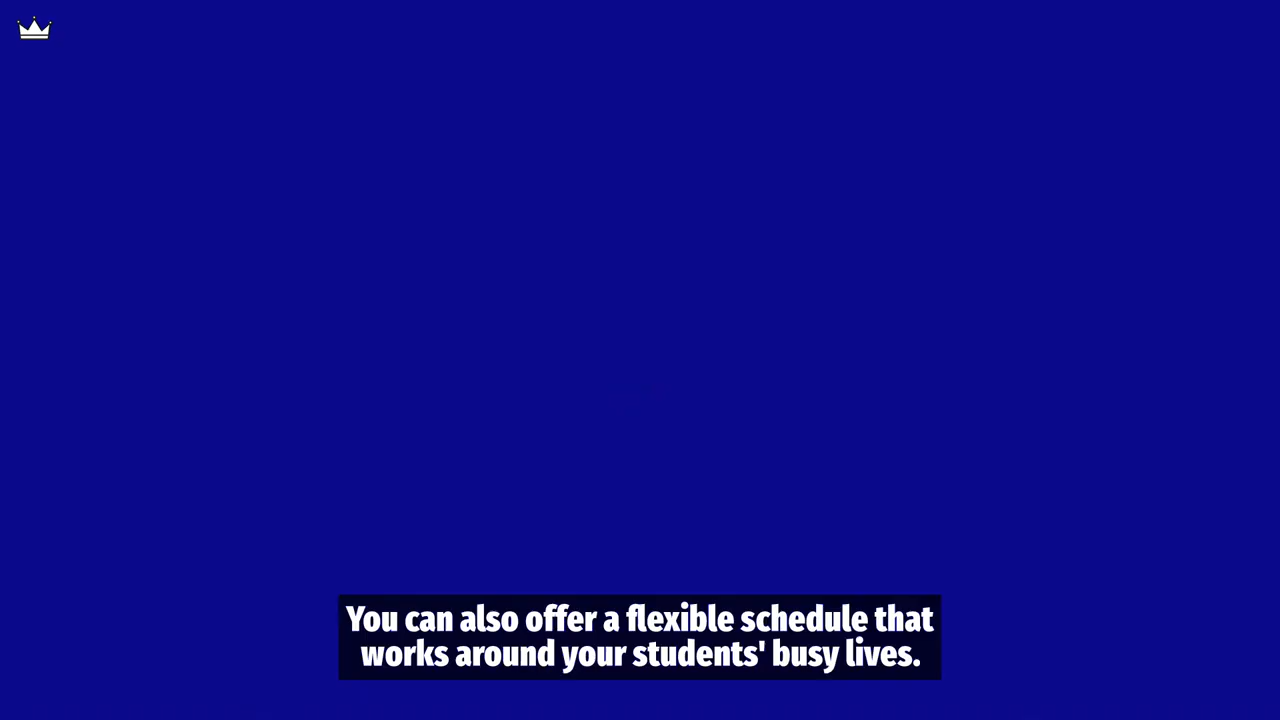 You can also offer a flexible schedule that
works around your students' busy lives.